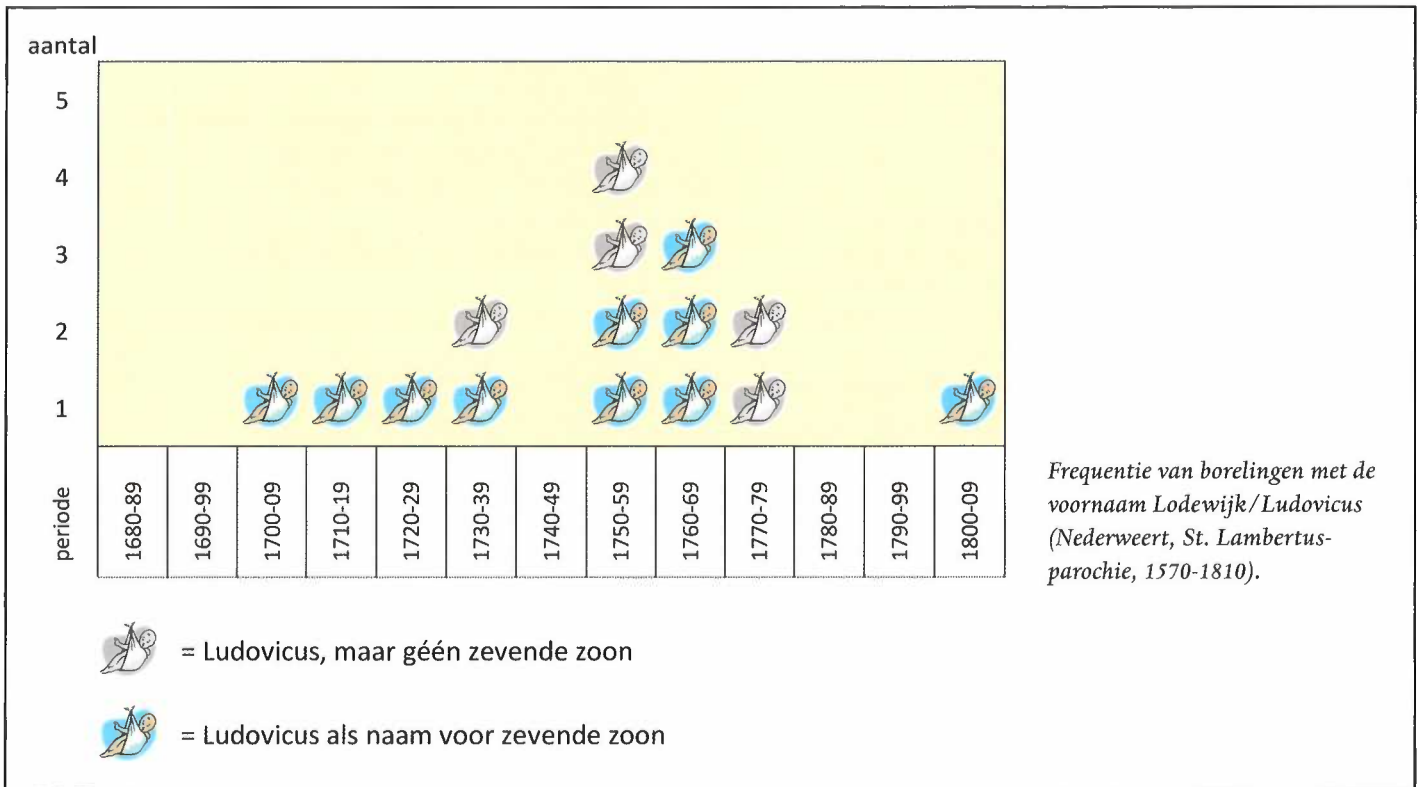 aantal
5
4
3
2
1
periode
1680-89
1690-99
1700-09
1710-19
1720-29
1730-39
1740-49
1750-59
1760-69
1770-79
1780-89
1790-99
1800-09
Frequentie van borelingen met de
voornaam Lodewijk/Ludovicus
(Nederweert, St. Lambertus-
parochie, 1570-1810).
= Ludovicus, maar géén zevende zoon
= Ludovicus als naam voor zevende zoon